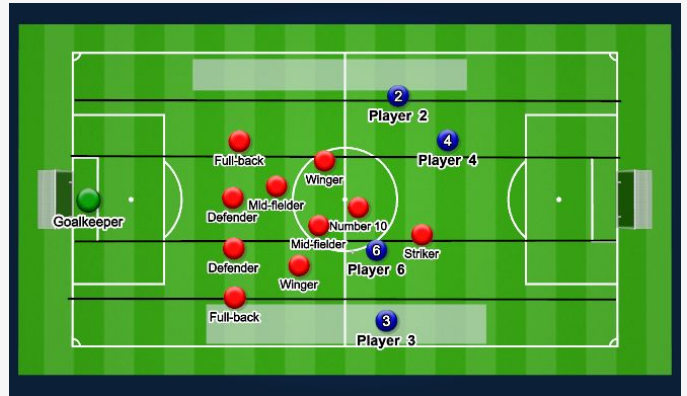 2
Player 2
4
Player 4
Full-back
Winger
Mid-fielder
Goalkeeper
Defender
Number 10
Mid-fielder
Striker
6
Player 6
Defender
Winger
Full-back
3
Player 3